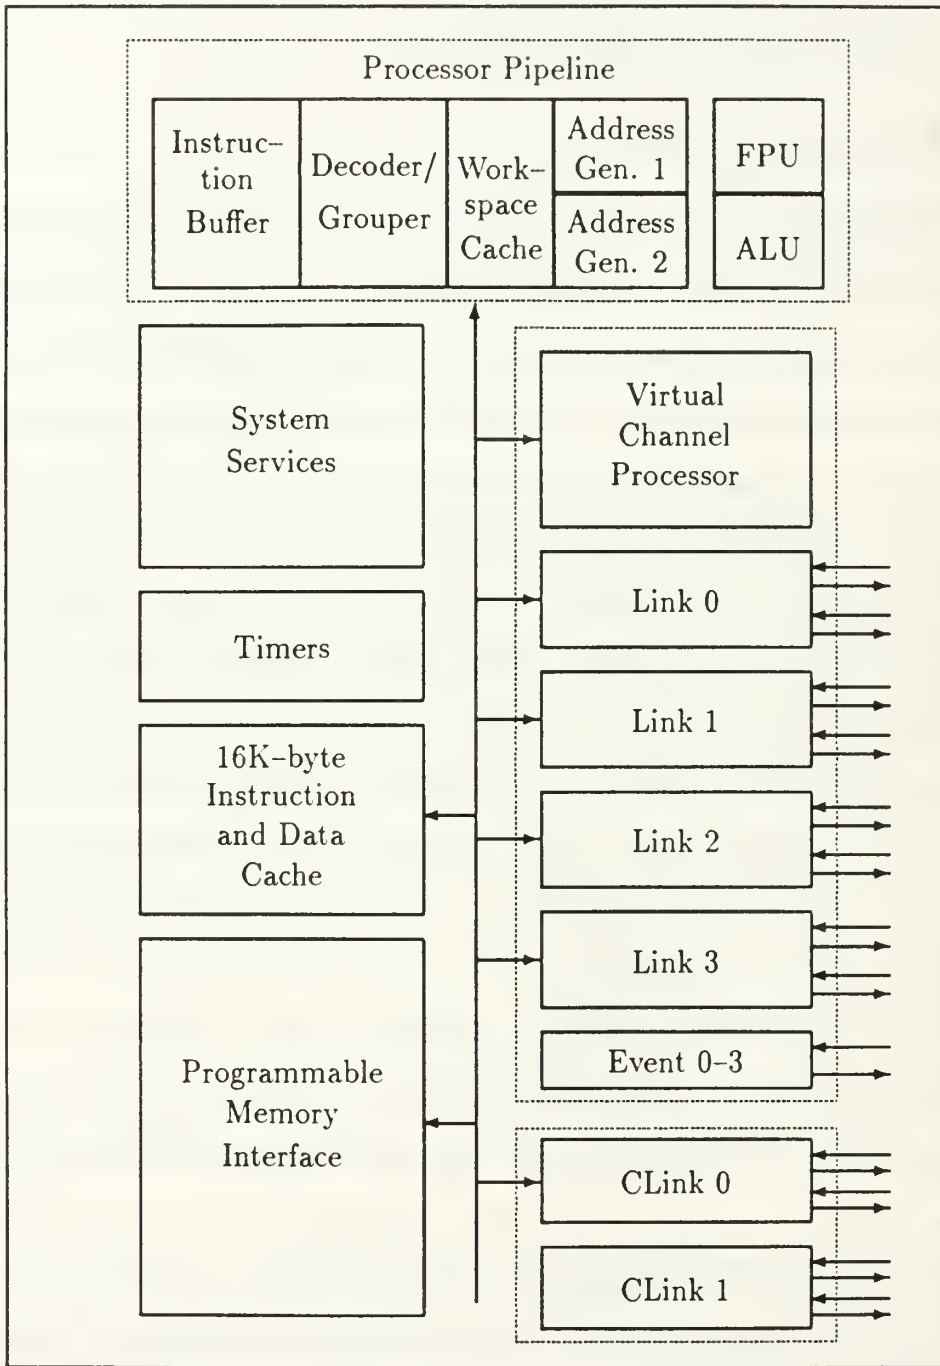 Processor Pipeline
Instruc-
tion
Buffer
Decoder/
Grouper
Work-
space
Cache
Address
Gen. 1
Address
Gen. 2
FPU
ALU
System
Services
Timers
16K-byte
Instruction
and Data
Cache
Programmable
Memory
Interface
Virtual
Channel
Processor
Link 0
Link 1
Link 2
Link 3
Event 0-3
CLink 0
CLink 1